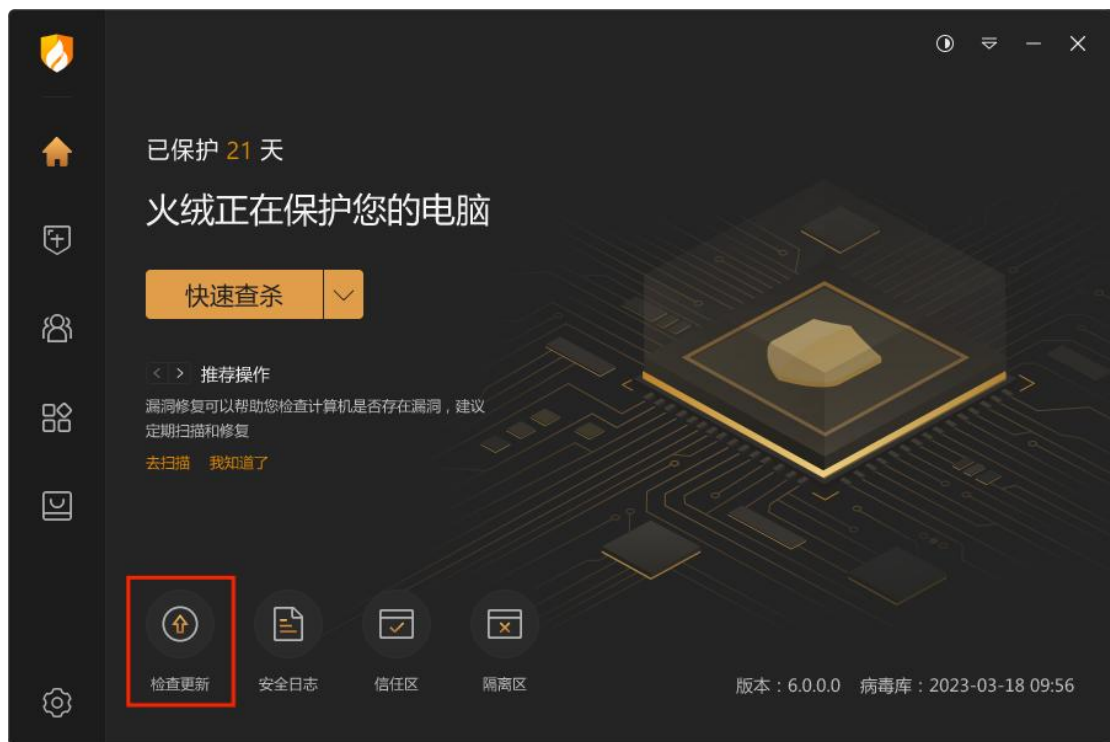 已保护 21 天
火绒正在保护您的电脑
快速查杀
推荐操作
漏洞修复可以帮助您检查计算机是否存在漏洞，建议
定期扫描和修复
去扫描 我知道了
检查更新 安全日志 信任区 隔离区
版本：6.0.0.0 病毒库：2023-03-18 09:56